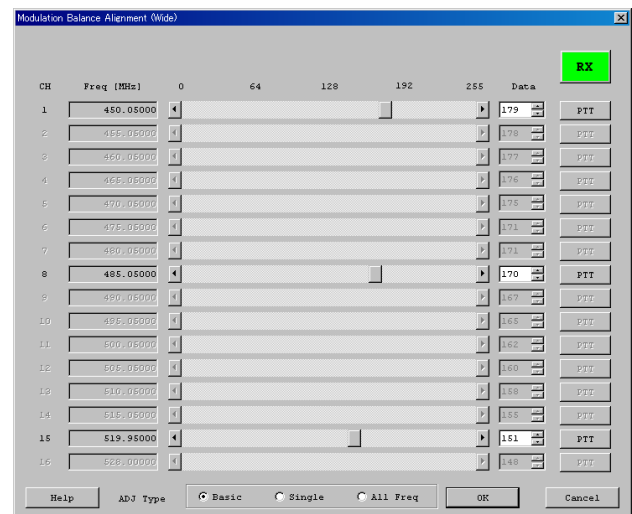 Modulation Balance Alignment (Wide)
RX
CH Freq [MHz] 0 64 128 192 255 Data
1 450.05000 179 PTT
2 455.05000 178 PTT
3 460.05000 177 PTT
4 465.05000 176 PTT
5 470.05000 175 PTT
6 475.05000 171 PTT
7 480.05000 171 PTT
8 485.05000 170 PTT
9 490.05000 167 PTT
10 495.05000 165 PTT
11 500.05000 162 PTT
12 505.05000 160 PTT
13 510.05000 158 PTT
14 515.05000 155 PTT
15 519.95000 151 PTT
16 528.00000 148 PTT
Help ADJ Type Basic Single All Freq OK Cancel